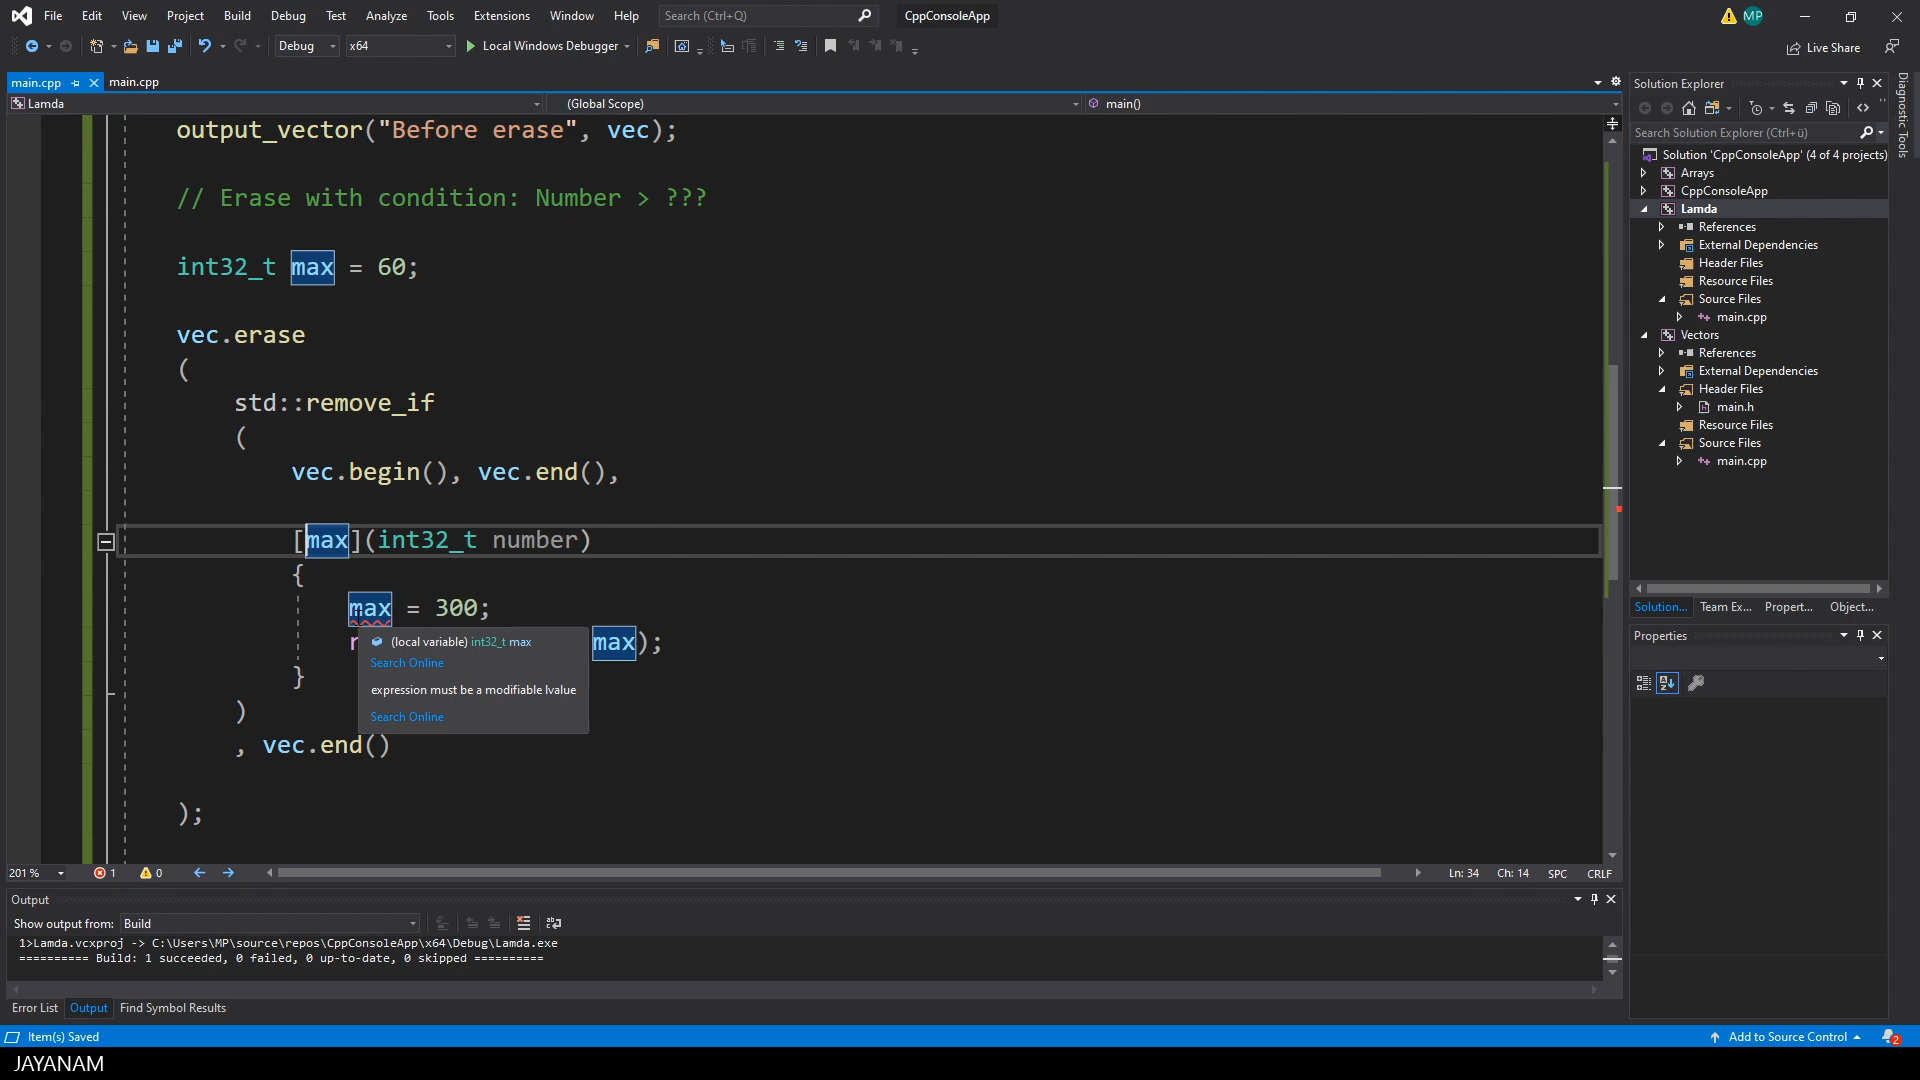 File Edit View Project Build Debug Test Analyze Tools Extensions Window Help Search (Ctrl+Q) CppConsoleApp MP
Debug x64 Local Windows Debugger Live Share
main.cpp main.cpp
Lamda (Global Scope) main()
output_vector("Before erase", vec);
// Erase with condition: Number > ???
int32_t max = 60;
vec.erase
(
std::remove_if
(
vec.begin(), vec.end(),
[max](int32_t number)
{
max = 300;
r max);
(local variable) int32_t max
Search Online
expression must be a modifiable lvalue
Search Online
}
)
, vec.end()
);
201 % 1 0 Ln: 34 Ch: 14 SPC CRLF
Output
Show output from: Build
1>Lamda.vcxproj -> C:\Users\MP\source\repos\CppConsoleApp\x64\Debug\Lamda.exe
========== Build: 1 succeeded, 0 failed, 0 up-to-date, 0 skipped ==========
Error List Output Find Symbol Results
Solution Explorer
Search Solution Explorer (Ctrl+ü)
Solution 'CppConsoleApp' (4 of 4 projects)
Arrays
CppConsoleApp
Lamda
References
External Dependencies
Header Files
Resource Files
Source Files
main.cpp
Vectors
References
External Dependencies
Header Files
main.h
Resource Files
Source Files
main.cpp
Solution... Team Ex... Propert... Object...
Properties
Diagnostic Tools
Item(s) Saved Add to Source Control 2
JAYANAM